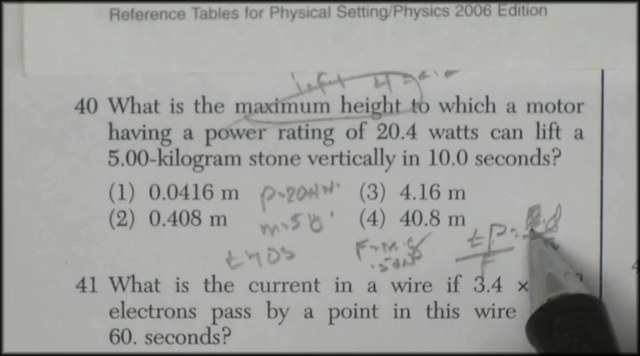 Reference Tables for Physical Setting/Physics 2006 Edition
40 What is the maximum height to which a motor
having a power rating of 20.4 watts can lift a
5.00-kilogram stone vertically in 10.0 seconds?
(1) 0.0416 m (3) 4.16 m
(2) 0.408 m (4) 40.8 m
41 What is the current in a wire if 3.4 ×
electrons pass by a point in this wire
60. seconds?